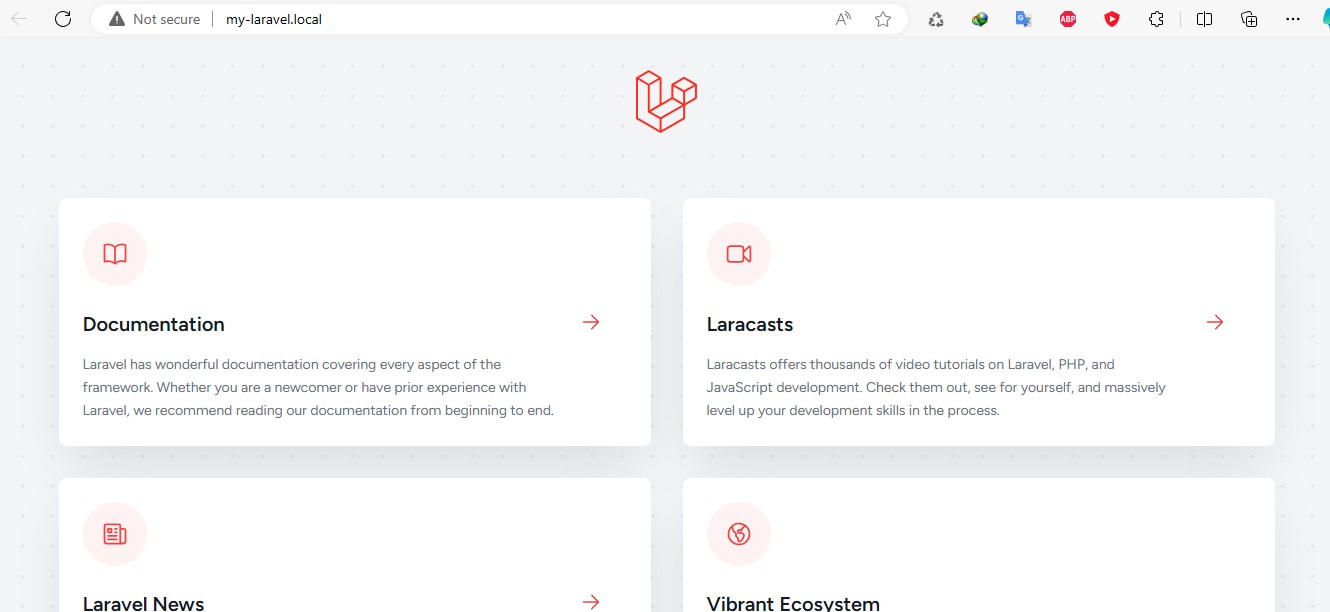 Not secure my-laravel.local
ABP
Documentation
Laravel has wonderful documentation covering every aspect of the
framework. Whether you are a newcomer or have prior experience with
Laravel, we recommend reading our documentation from beginning to end.
Laracasts
Laracasts offers thousands of video tutorials on Laravel, PHP, and
JavaScript development. Check them out, see for yourself, and massively
level up your development skills in the process.
Laravel News
Vibrant Ecosystem